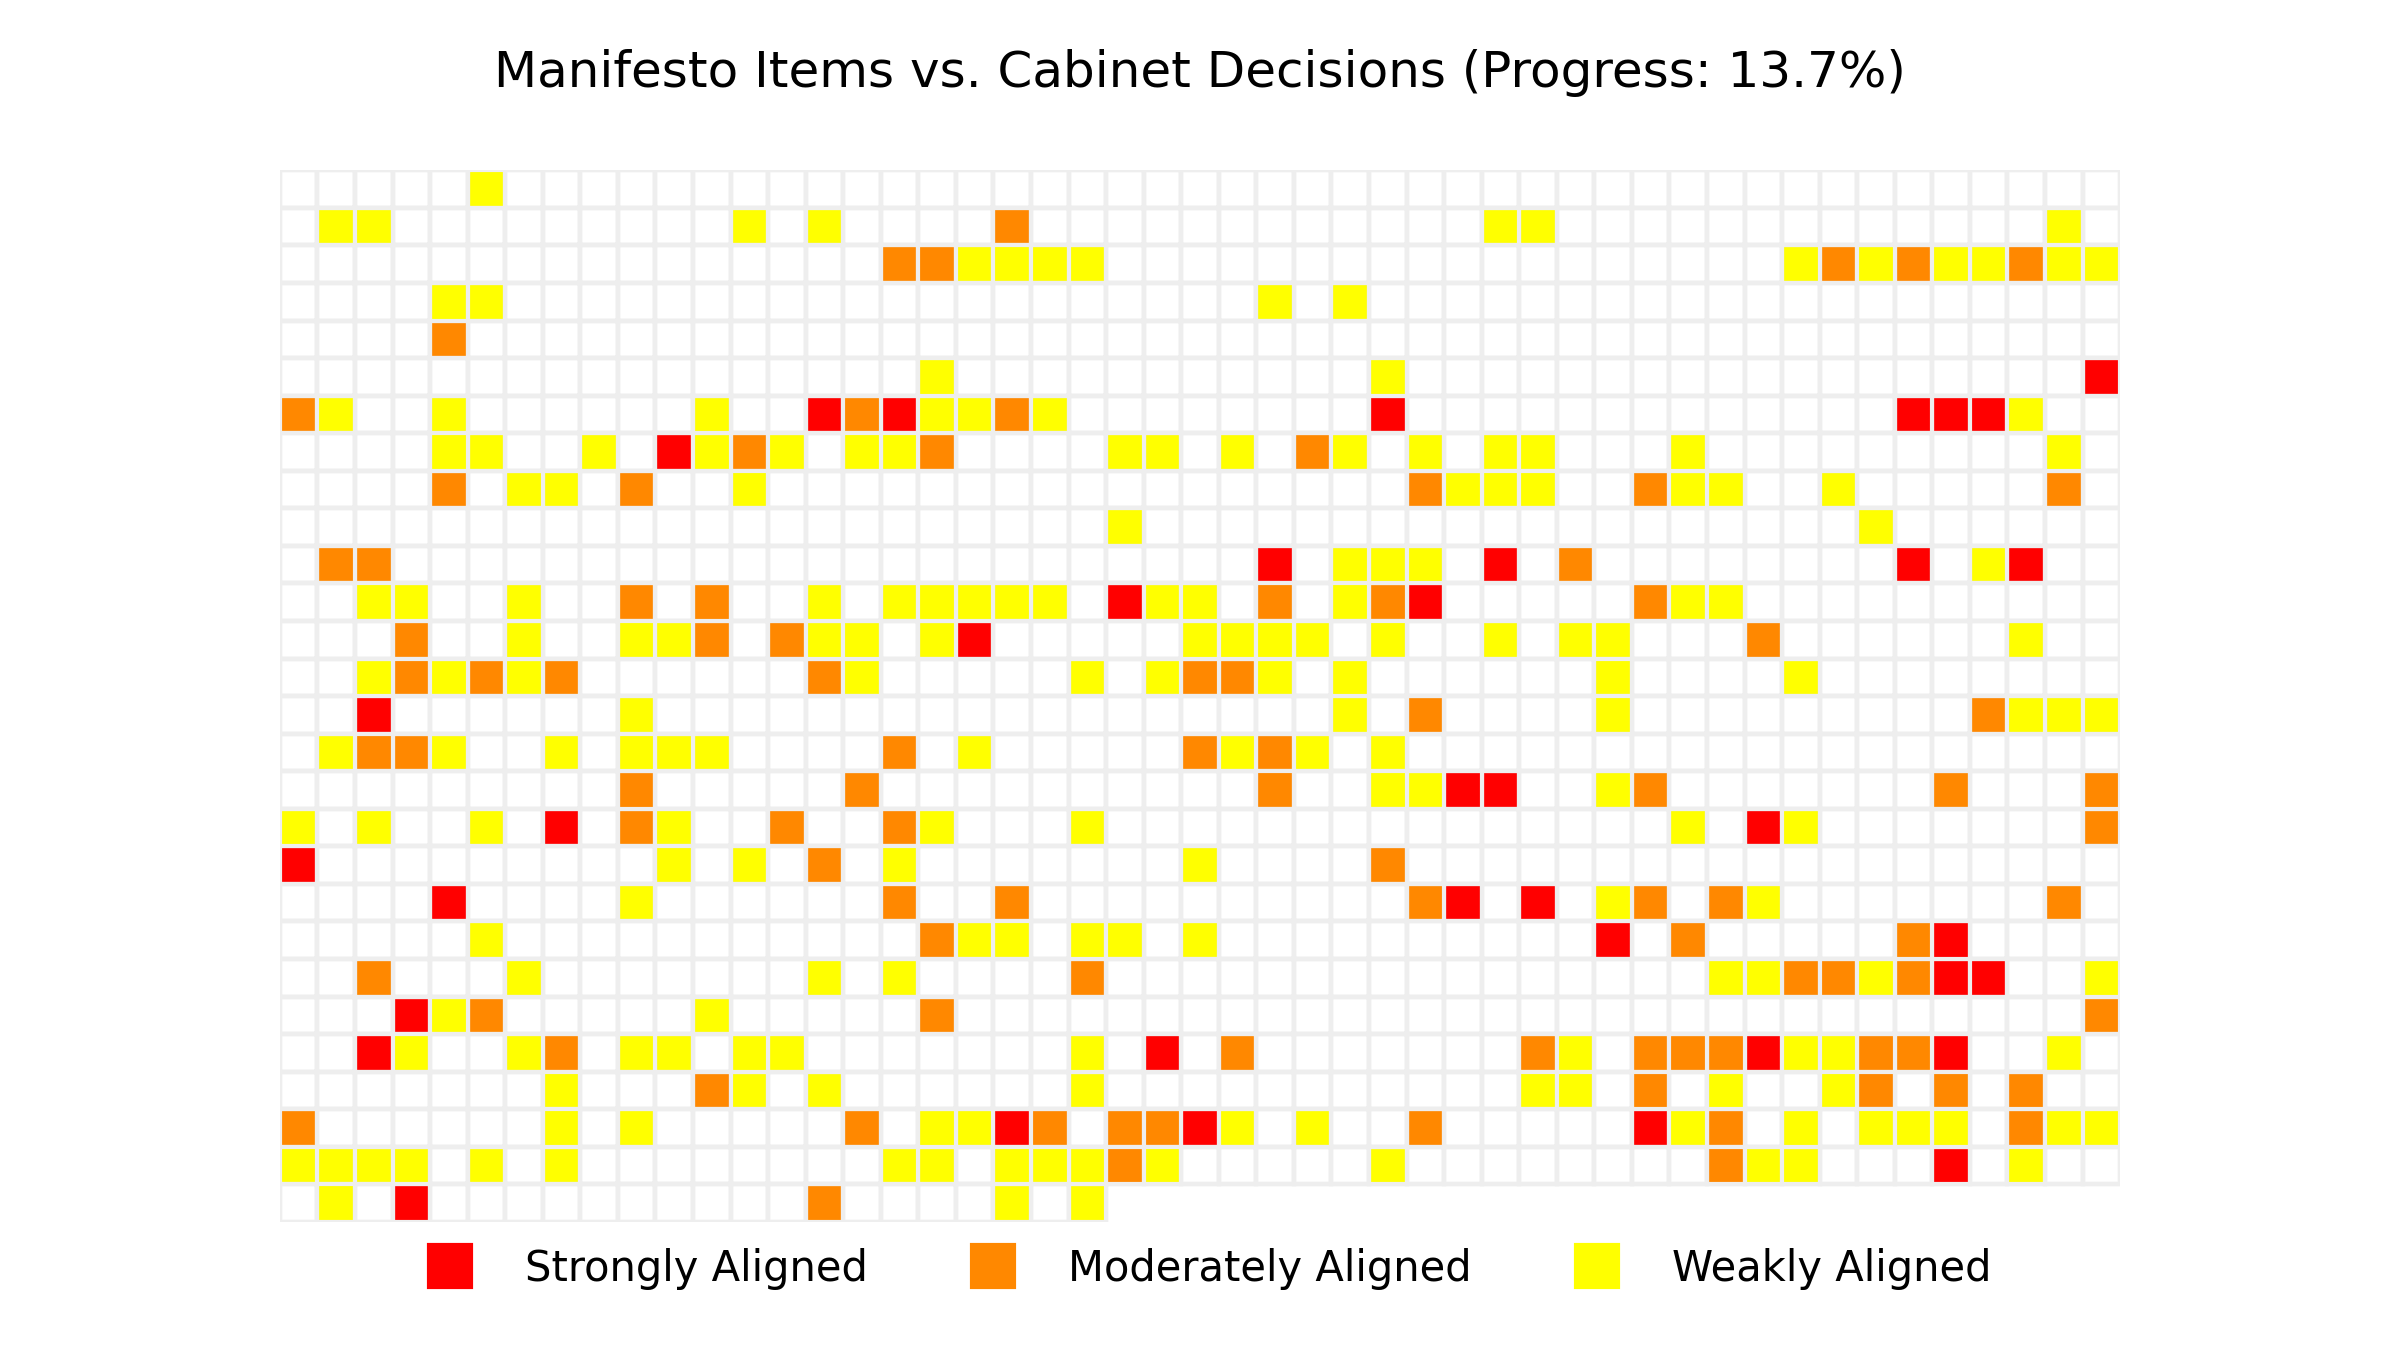 Manifesto Items vs. Cabinet Decisions (Progress: 13.7%)
Strongly Aligned
Moderately Aligned
Weakly Aligned